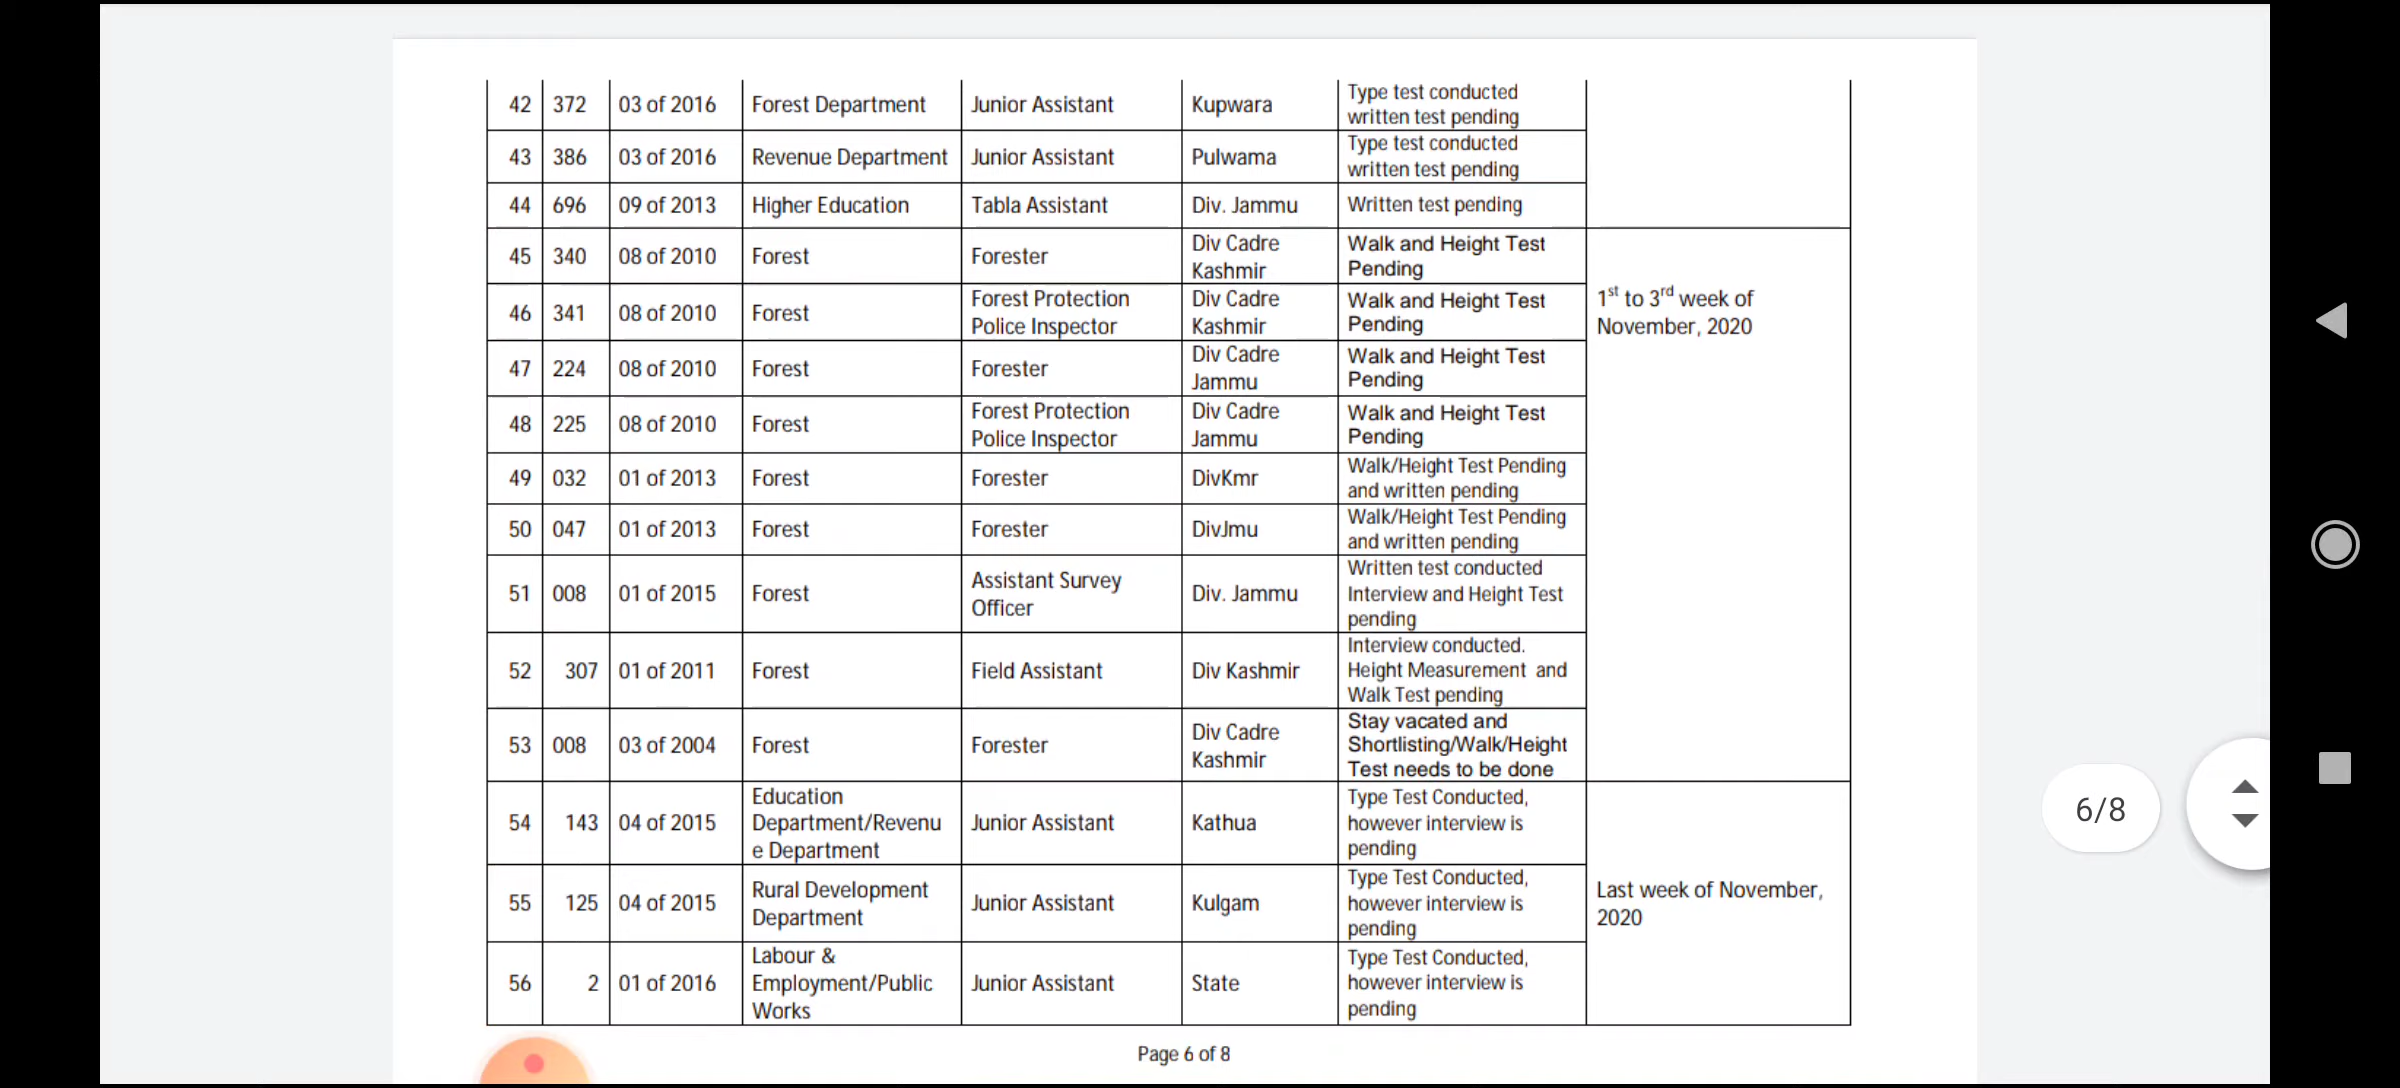 42 372 03 of 2016 Forest Department Junior Assistant Kupwara Type test conducted
written test pending
43 386 03 of 2016 Revenue Department Junior Assistant Pulwama Type test conducted
written test pending
44 696 09 of 2013 Higher Education Tabla Assistant Div. Jammu Written test pending
45 340 08 of 2010 Forest Forester Div Cadre
Kashmir Walk and Height Test
Pending
1st to 3rd week of
November, 2020
46 341 08 of 2010 Forest Forest Protection
Police Inspector Div Cadre
Kashmir Walk and Height Test
Pending
47 224 08 of 2010 Forest Forester Div Cadre
Jammu Walk and Height Test
Pending
48 225 08 of 2010 Forest Forest Protection
Police Inspector Div Cadre
Jammu Walk and Height Test
Pending
49 032 01 of 2013 Forest Forester DivKmr Walk/Height Test Pending
and written pending
50 047 01 of 2013 Forest Forester DivJmu Walk/Height Test Pending
and written pending
51 008 01 of 2015 Forest Assistant Survey
Officer Div. Jammu Written test conducted
Interview and Height Test
pending
52 307 01 of 2011 Forest Field Assistant Div Kashmir Interview conducted.
Height Measurement and
Walk Test pending
53 008 03 of 2004 Forest Forester Div Cadre
Kashmir Stay vacated and
Shortlisting/Walk/Height
Test needs to be done
54 143 04 of 2015 Education
Department/Revenu
e Department Junior Assistant Kathua Type Test Conducted,
however interview is
pending
55 125 04 of 2015 Rural Development
Department Junior Assistant Kulgam Type Test Conducted,
however interview is
pending
Last week of November,
2020
56 2 01 of 2016 Labour &
Employment/Public
Works Junior Assistant State Type Test Conducted,
however interview is
pending
Page 6 of 8
6/8